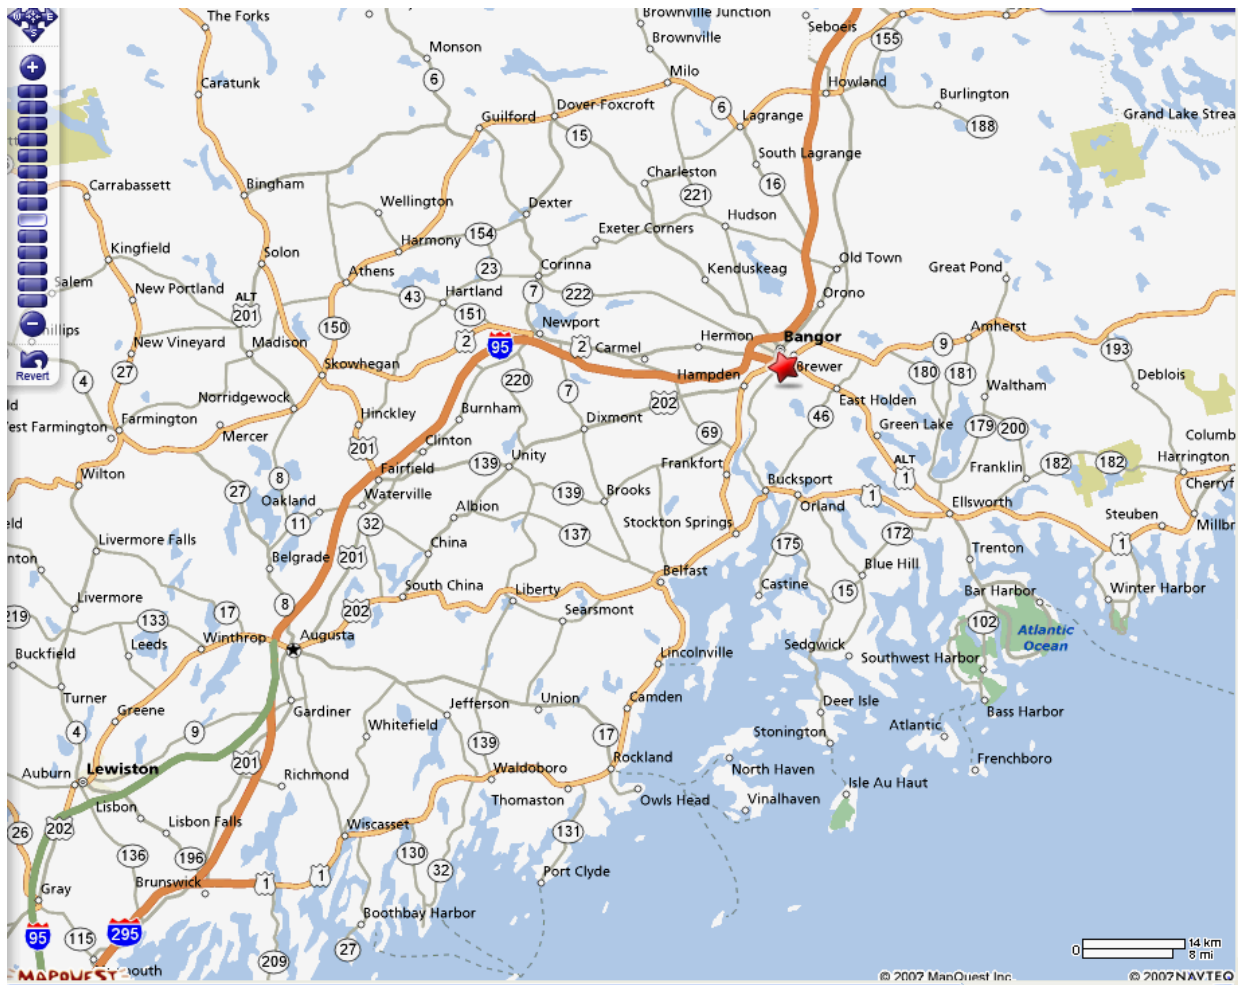 The Forks
Brownville Junction
Seboeis
W E
S
Monson
Brownville
155
6
Milo
Howland
Caratunk
Burlington
Dover-Foxcroft
6
Guilford
Lagrange
Grand Lake Strea
15
188
South Lagrange
Charleston
16
Carrabassett
Bingham
221
Wellington
Dexter
Hudson
154
Exeter Corners
Kingfield
Harmony
Solon
Old Town
Corinna
Great Pond
23
Athens
Kenduskeag
Salem
New Portland
ALT
201
43
Hartland
7
222
Orono
151
Newport
150
Amherst
illips
New Vineyard
Madison
2
95
2
Carmel
Hermon
Bangor
9
193
Skowhegan
Brewer
Revert
4
27
220
Hampden
180
181
Deblois
Norridgewock
7
202
East Holden
Waltham
ld
Farmington
Hinckley
Burnham
Dixmont
46
est Farmington
Mercer
Clinton
69
Green Lake
179
200
Columb
201
Unity
ALT
1
Wilton
Fairfield
139
Frankfort
Franklin
182
182
Harrington
8
Bucksport
Cherryf
27
Oakland
Waterville
139
Brooks
1
Ellsworth
Albion
Orland
11
32
Stockton Springs
Steuben
eld
Millbr
Livermore Falls
137
172
China
175
1
nton
Belgrade
201
Trenton
Blue Hill
Belfast
South China
Castine
Bar Harbor
Winter Harbor
Livermore
Liberty
15
8
202
219
17
Searsmont
133
102
Winthrop
Augusta
Atlantic
Ocean
Leeds
Sedgwick
Buckfield
Lincolnville
Southwest Harbor
Turner
Camden
Deer Isle
Greene
Gardiner
Jefferson
Union
Bass Harbor
Whitefield
Atlantic
4
9
Stonington
139
17
201
Frenchboro
Auburn
Lewiston
Waldoboro
Rockland
North Haven
Richmond
Isle Au Haut
Thomaston
Owls Head
Vinalhaven
Lisbon
202
Lisbon Falls
Wiscasset
26
131
136
196
130
32
Port Clyde
Brunswick
1
1
Gray
Boothbay Harbor
95
115
295
27
0
14 km
8 mi
209
MAPQUEST
mouth
© 2007 MapQuest Inc
© 2007 NAVTEQ